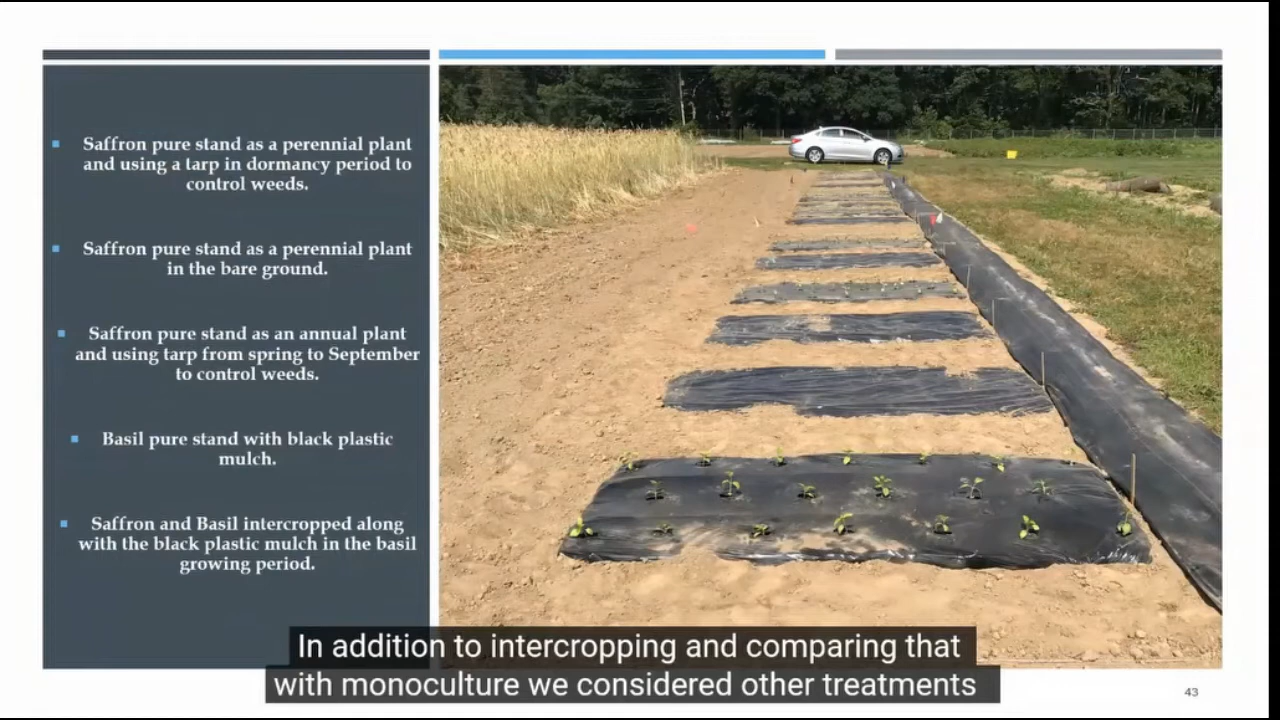 Saffron pure stand as a perennial plant
and using a tarp in dormancy period to
control weeds.
Saffron pure stand as a perennial plant
in the bare ground.
Saffron pure stand as an annual plant
and using tarp from spring to September
to control weeds.
Basil pure stand with black plastic
mulch.
Saffron and Basil intercropped along
with the black plastic mulch in the basil
growing period.
In addition to intercropping and comparing that
with monoculture we considered other treatments
43